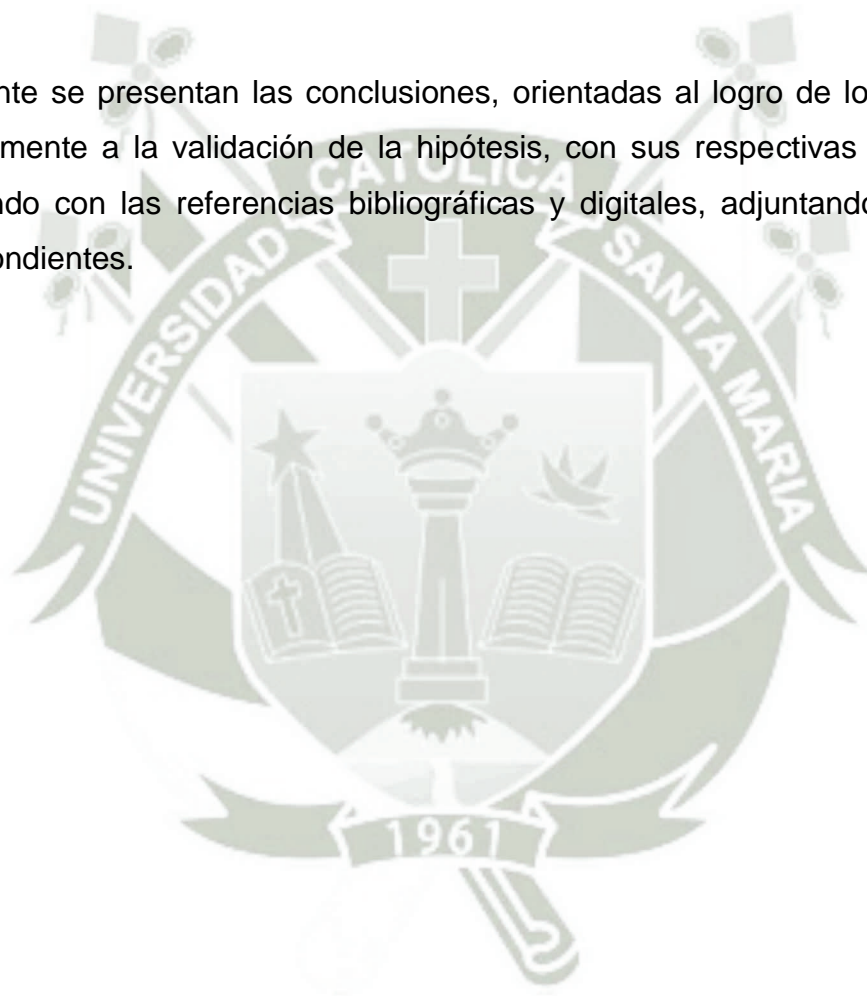 nte se presentan las conclusiones, orientadas al logro de lo
mente a la validación de la hipótesis, con sus respectivas
ndo con las referencias bibliográficas y digitales, adjuntando
ondientes.
UNIVERSIDAD CATOLICA SANTA MARIA
1961